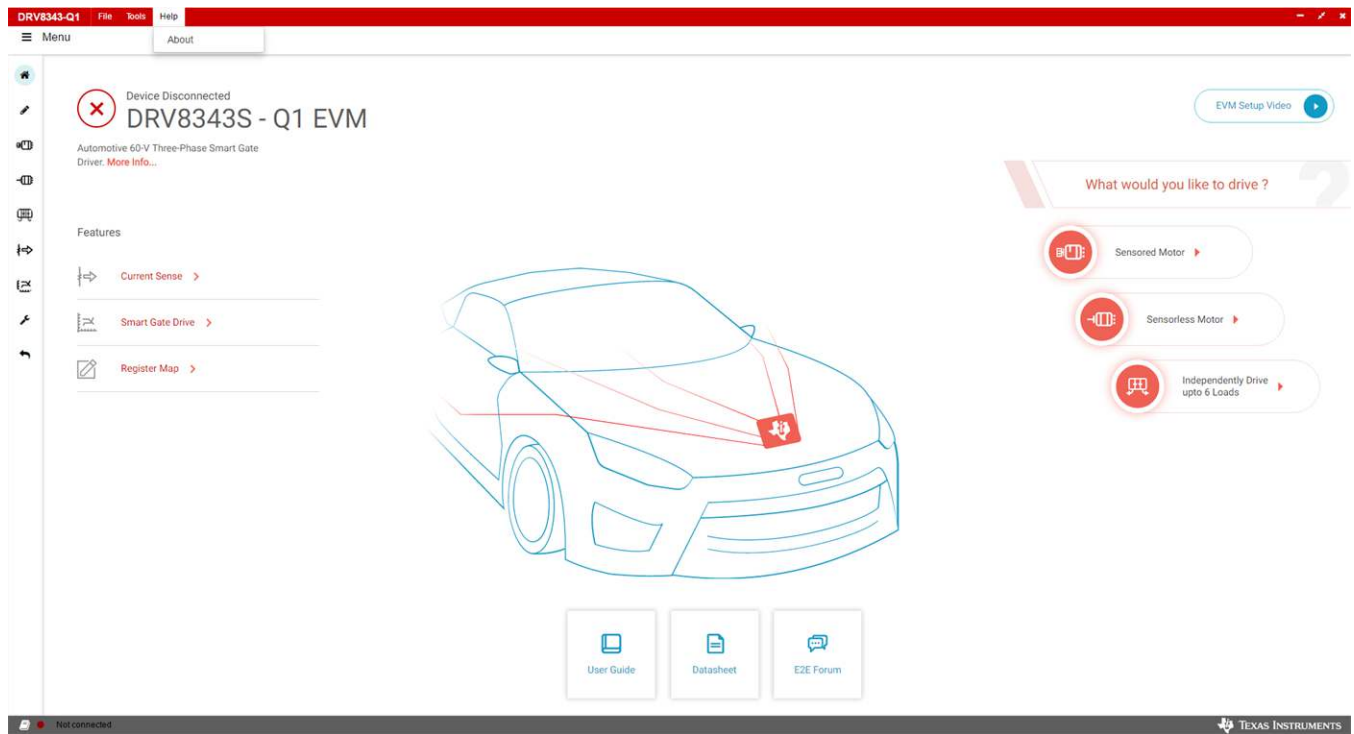 DRV8343-Q1 File Tools Help
Menu
About
Device Disconnected
DRV8343S - Q1 EVM
Automotive 60-V Three-Phase Smart Gate
Driver. More Info...
EVM Setup Video
What would you like to drive ?
?
Sensored Motor
Sensorless Motor
Independently Drive
upto 6 Loads
Features
Current Sense
Smart Gate Drive
Register Map
User Guide
Datasheet
E2E Forum
Not connected
TEXAS INSTRUMENTS